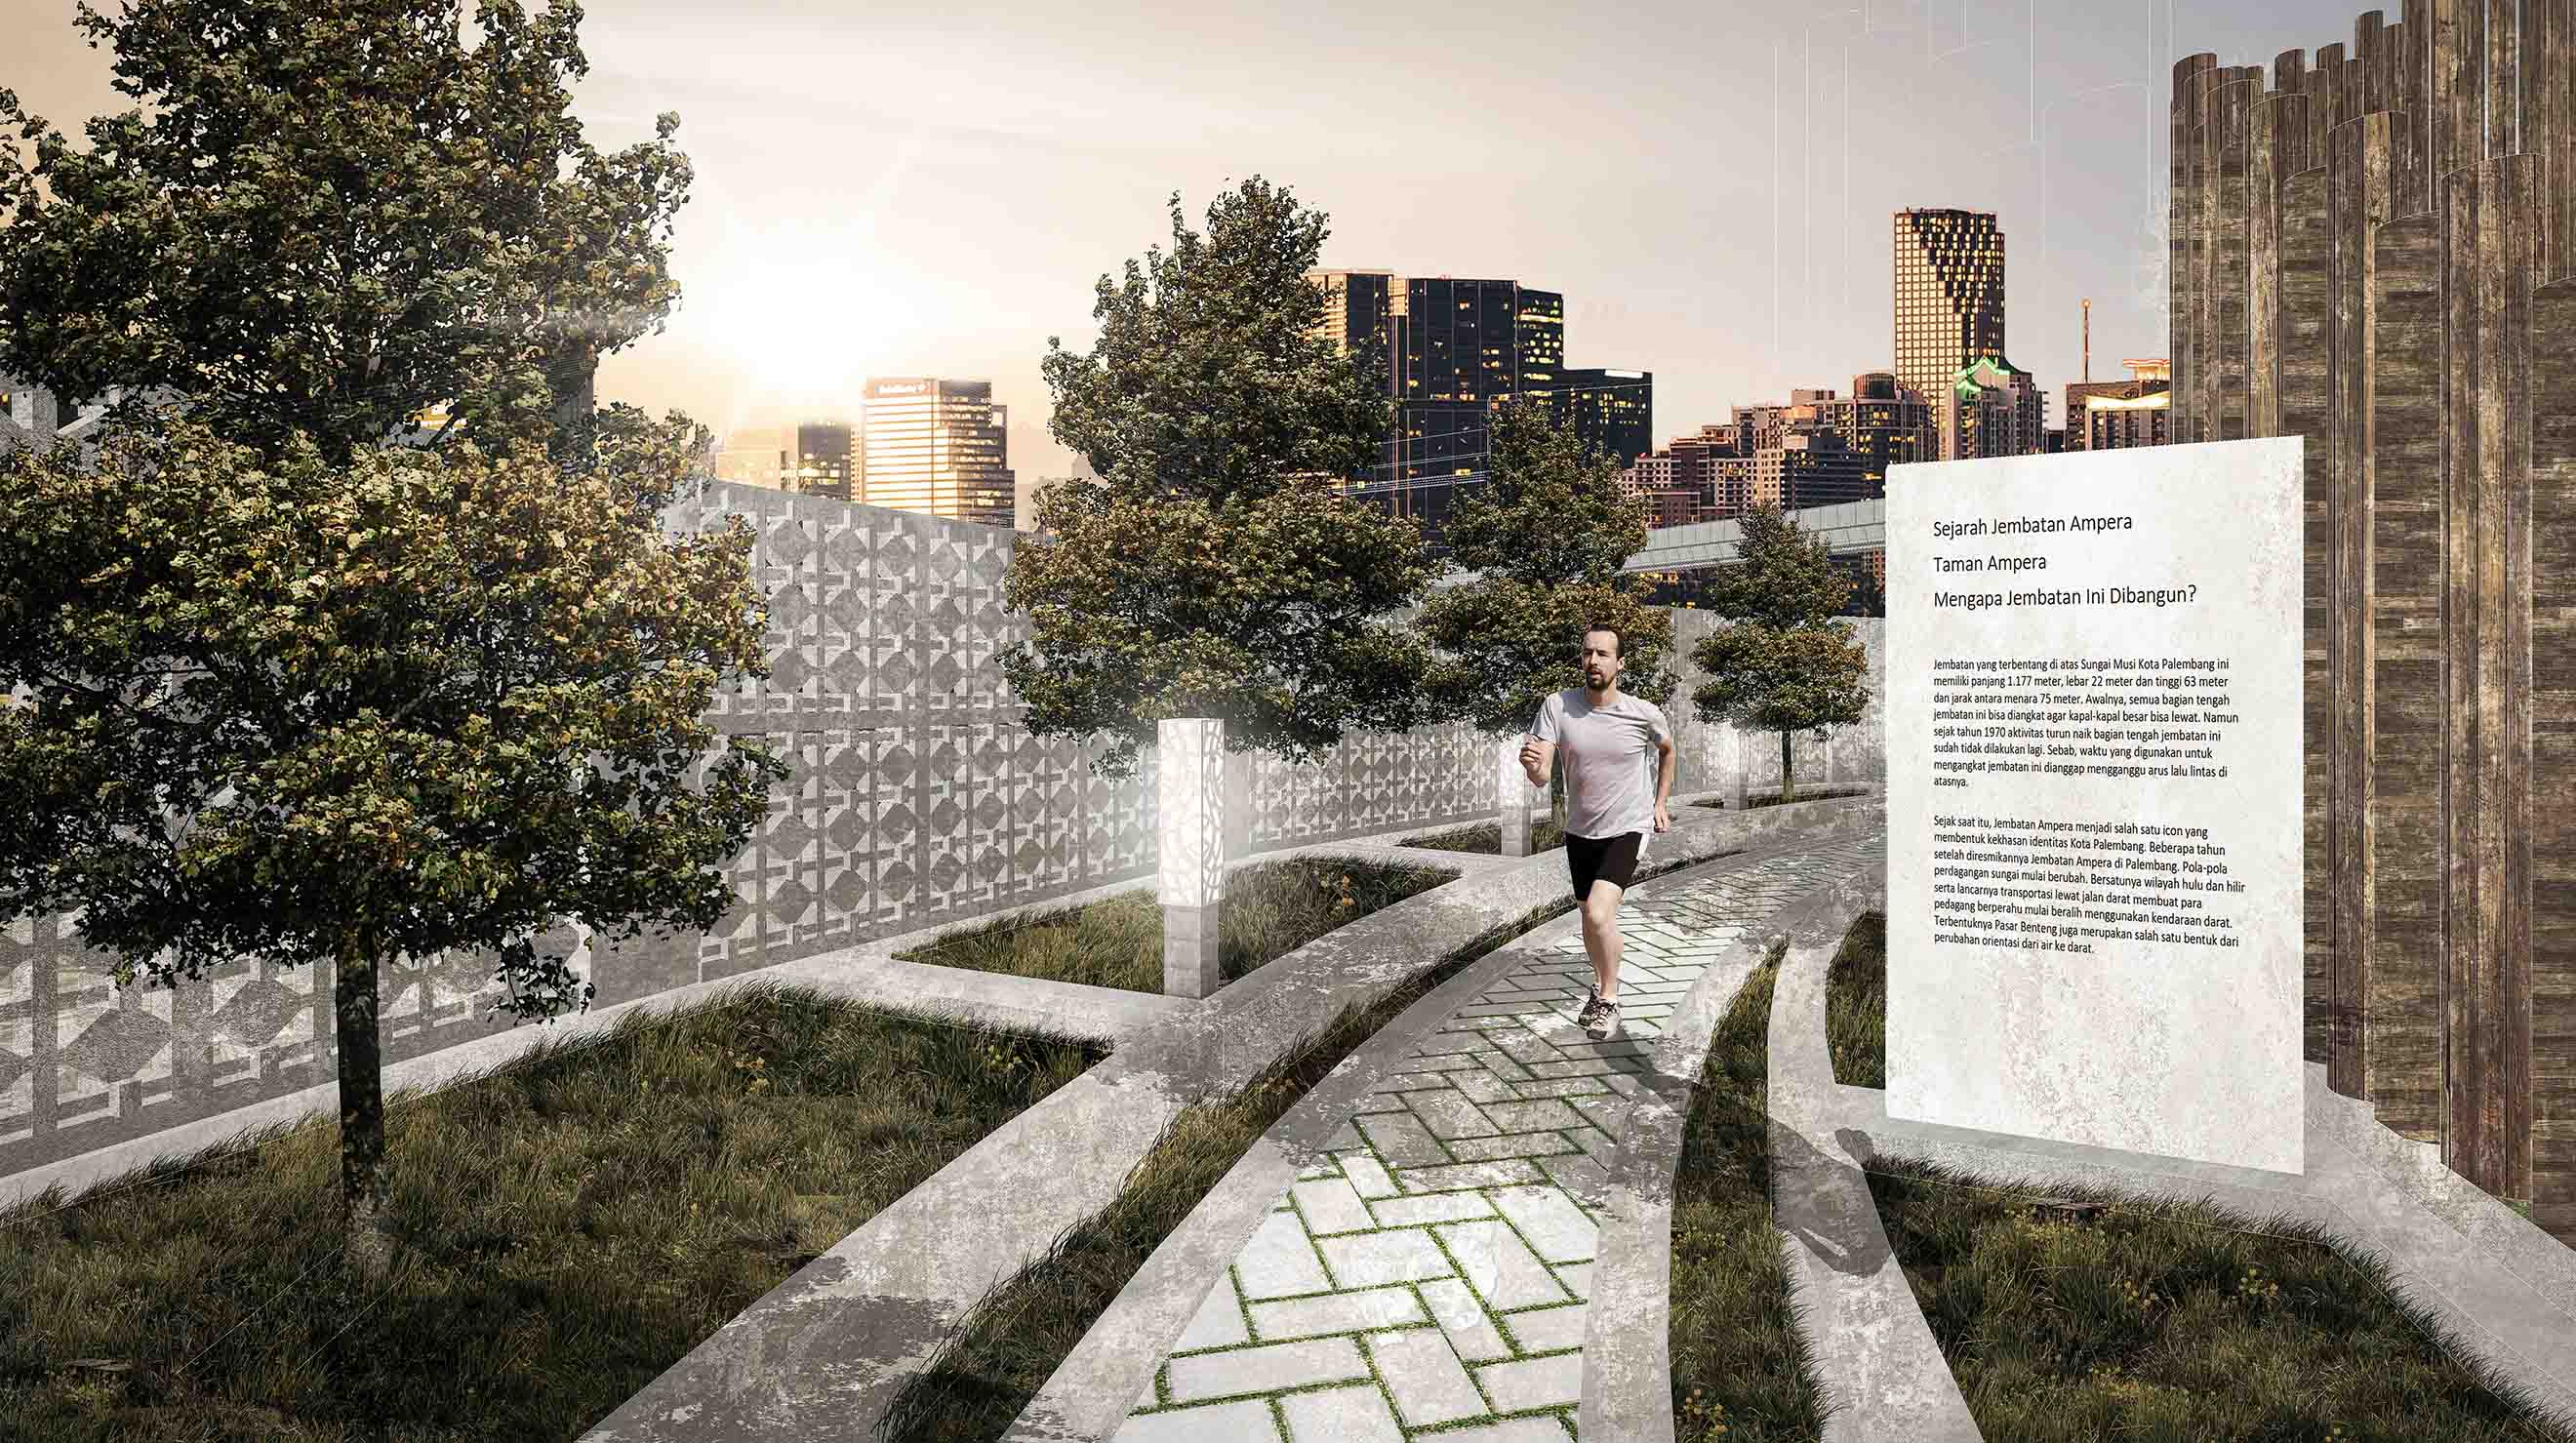 Sejarah Jembatan Ampera
Taman Ampera
Mengapa Jembatan Ini Dibangun?
Jembatan yang terbentang di atas Sungai Musi Kota Palembang ini
memiliki panjang 1.177 meter, lebar 22 meter dan tinggi 63 meter
dan jarak antara menara 75 meter. Awalnya, semua bagian tengah
jembatan ini bisa diangkat agar kapal-kapal besar bisa lewat. Namun
sejak tahun 1970 aktivitas turun naik bagian tengah jembatan ini
sudah tidak dilakukan lagi. Sebab, waktu yang digunakan untuk
mengangkat jembatan ini dianggap mengganggu arus lalu lintas di
atasnya.
Sejak saat itu, Jembatan Ampera menjadi salah satu icon yang
membentuk kekhasan identitas Kota Palembang. Beberapa tahun
setelah diresmikannya Jembatan Ampera di Palembang. Pola-pola
perdagangan sungai mulai berubah. Bersatunya wilayah hulu dan hilir
serta lancarnya transportasi lewat jalan darat membuat para
pedagang berperahu mulai beralih menggunakan kendaraan darat.
Terbentuknya Pasar Benteng juga merupakan salah satu bentuk dari
perubahan orientasi dari air ke darat.